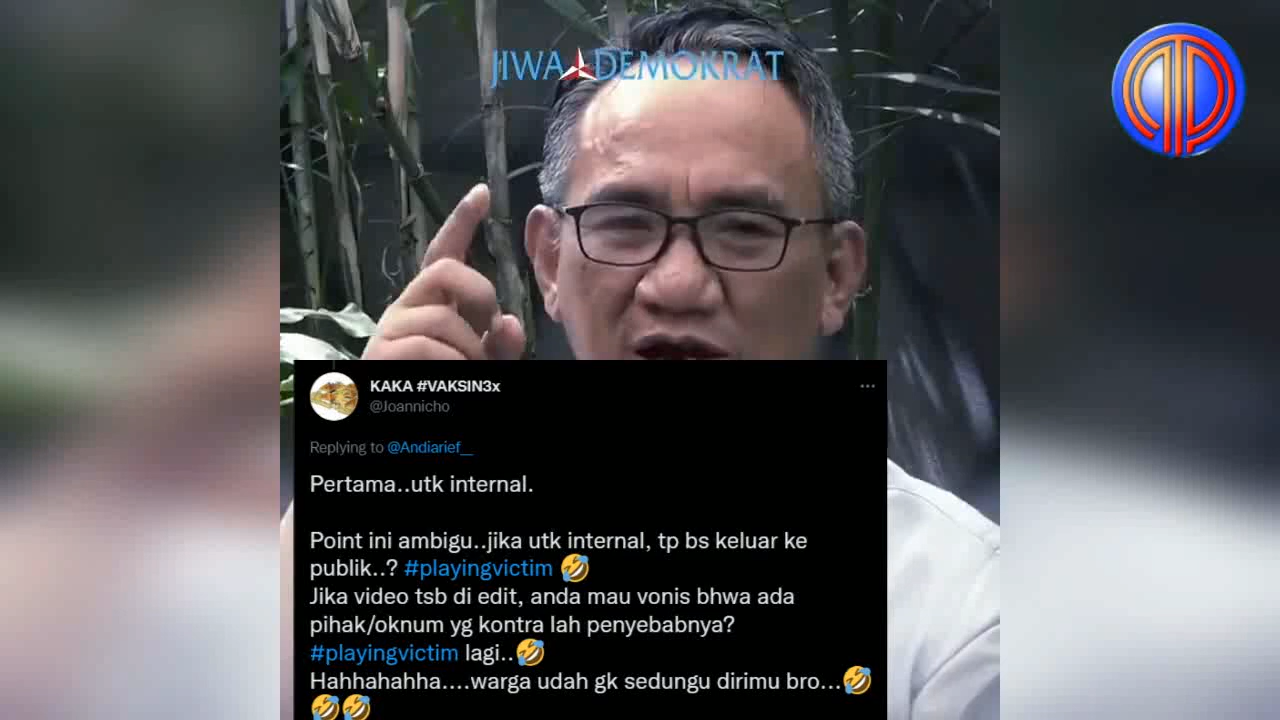 JIWA DEMOKRAT
KAKA #VAKSIN3x
@Joannicho
Replying to @Andiarief__
Pertama..utk internal.
Point ini ambigu..jika utk internal, tp bs keluar ke
publik..? #playingvictim 🤣
Jika video tsb di edit, anda mau vonis bhwa ada
pihak/oknum yg kontra lah penyebabnya?
#playingvictim lagi..🤣
Hahhahahha....warga udah gk sedungu dirimu bro...🤣
🤣🤣